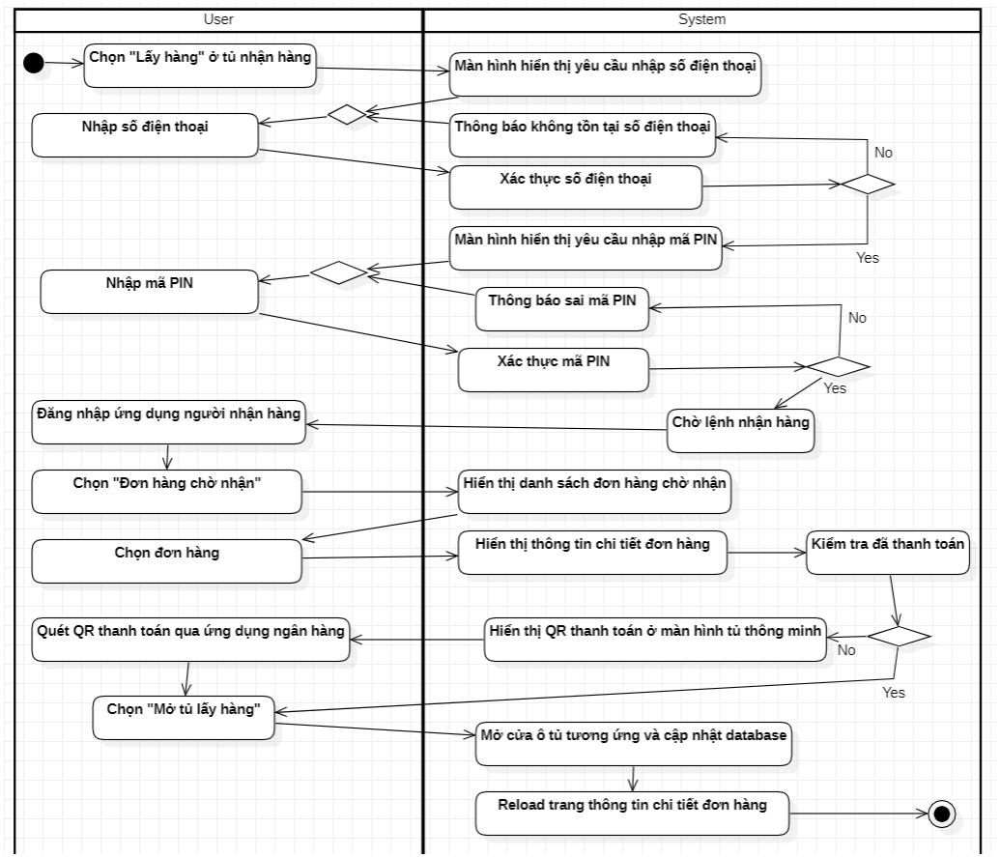 User
System
Chọn "Lấy hàng" ở tủ nhận hàng
Màn hình hiển thị yêu cầu nhập số điện thoại
Nhập số điện thoại
Thông báo không tồn tại số điện thoại
No
Xác thực số điện thoại
Màn hình hiển thị yêu cầu nhập mã PIN
Yes
Nhập mã PIN
Thông báo sai mã PIN
No
Xác thực mã PIN
Yes
Đăng nhập ứng dụng người nhận hàng
Chờ lệnh nhận hàng
Chọn "Đơn hàng chờ nhận"
Hiển thị danh sách đơn hàng chờ nhận
Chọn đơn hàng
Hiển thị thông tin chi tiết đơn hàng
Kiểm tra đã thanh toán
Quét QR thanh toán qua ứng dụng ngân hàng
Hiển thị QR thanh toán ở màn hình tủ thông minh
No
Yes
Chọn "Mở tủ lấy hàng"
Mở cửa ô tủ tương ứng và cập nhật database
Reload trang thông tin chi tiết đơn hàng